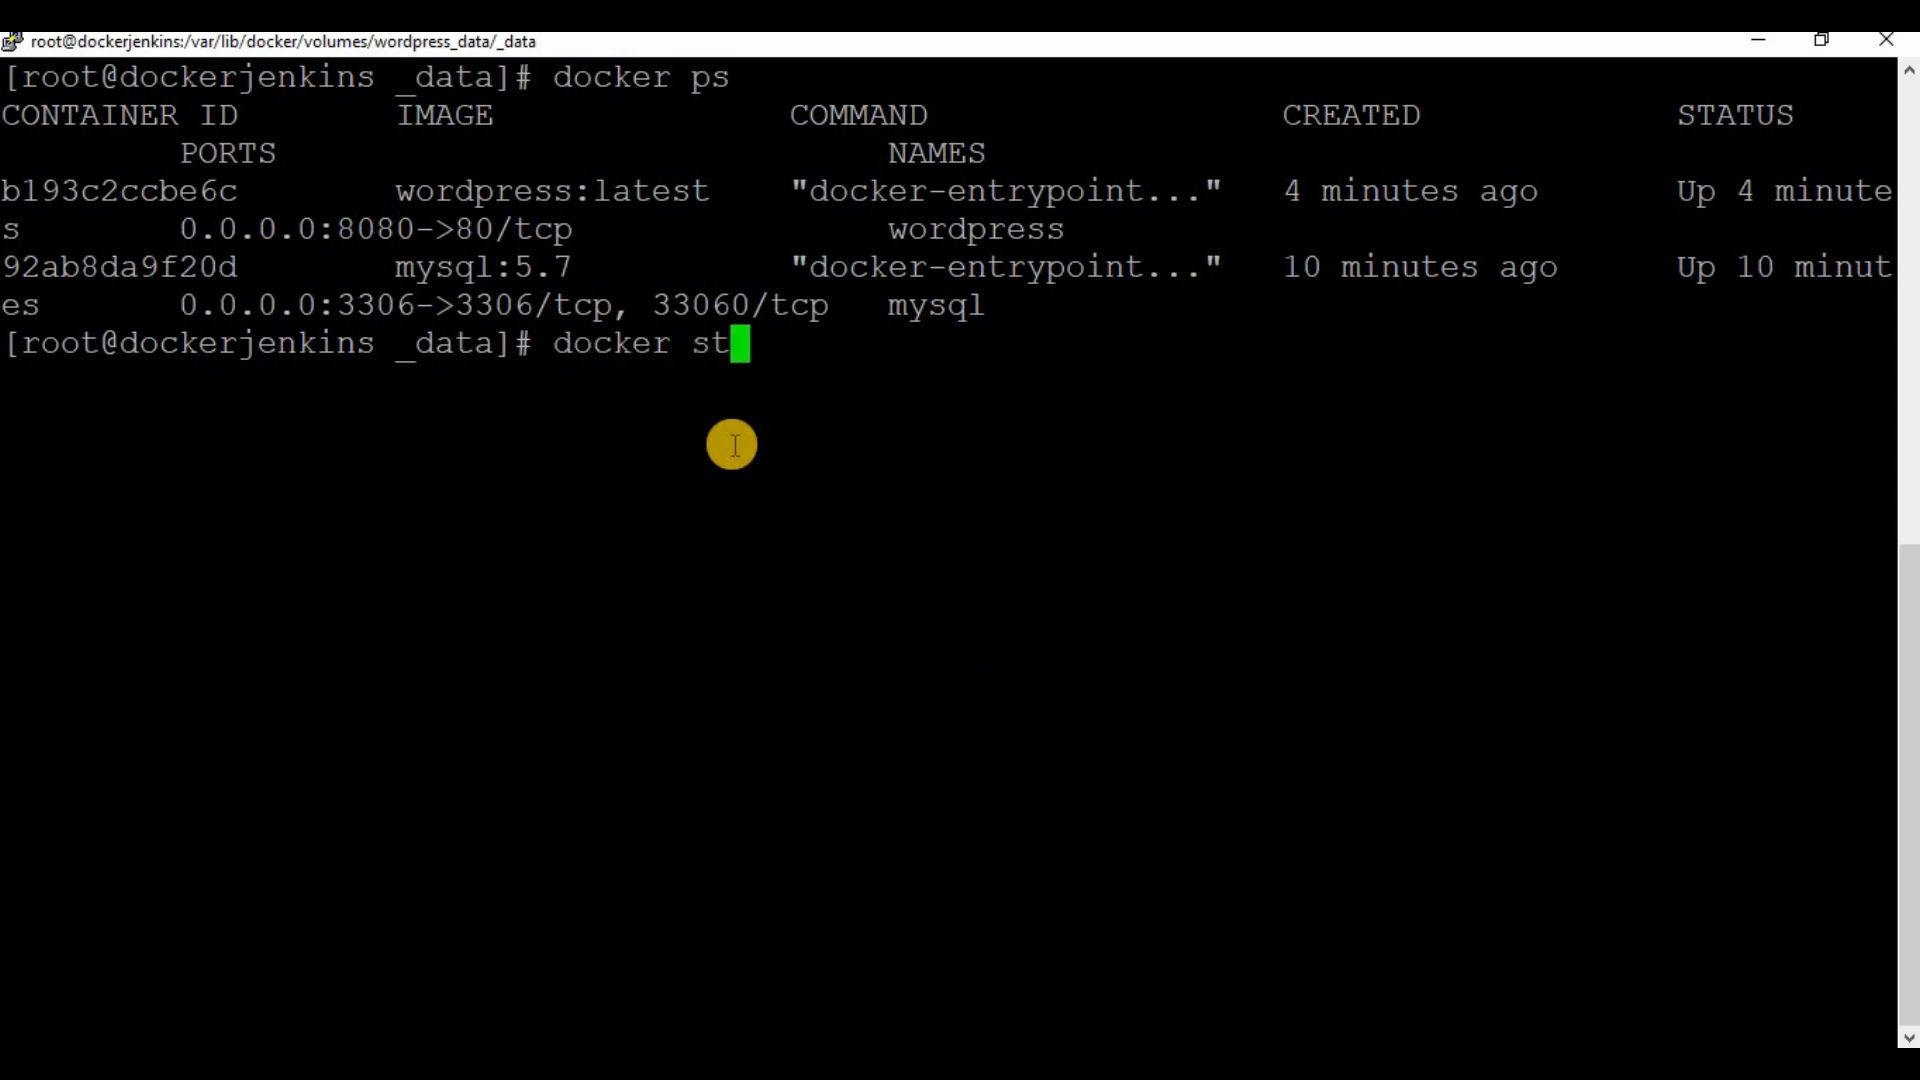 root@dockerjenkins:/var/lib/docker/volumes/wordpress_data/_data
[root@dockerjenkins _data]# docker ps
CONTAINER ID IMAGE COMMAND CREATED STATUS
PORTS NAMES
b193c2ccbe6c wordpress:latest "docker-entrypoint..." 4 minutes ago Up 4 minute
s 0.0.0.0:8080->80/tcp wordpress
92ab8da9f20d mysql:5.7 "docker-entrypoint..." 10 minutes ago Up 10 minut
es 0.0.0.0:3306->3306/tcp, 33060/tcp mysql
[root@dockerjenkins _data]# docker st